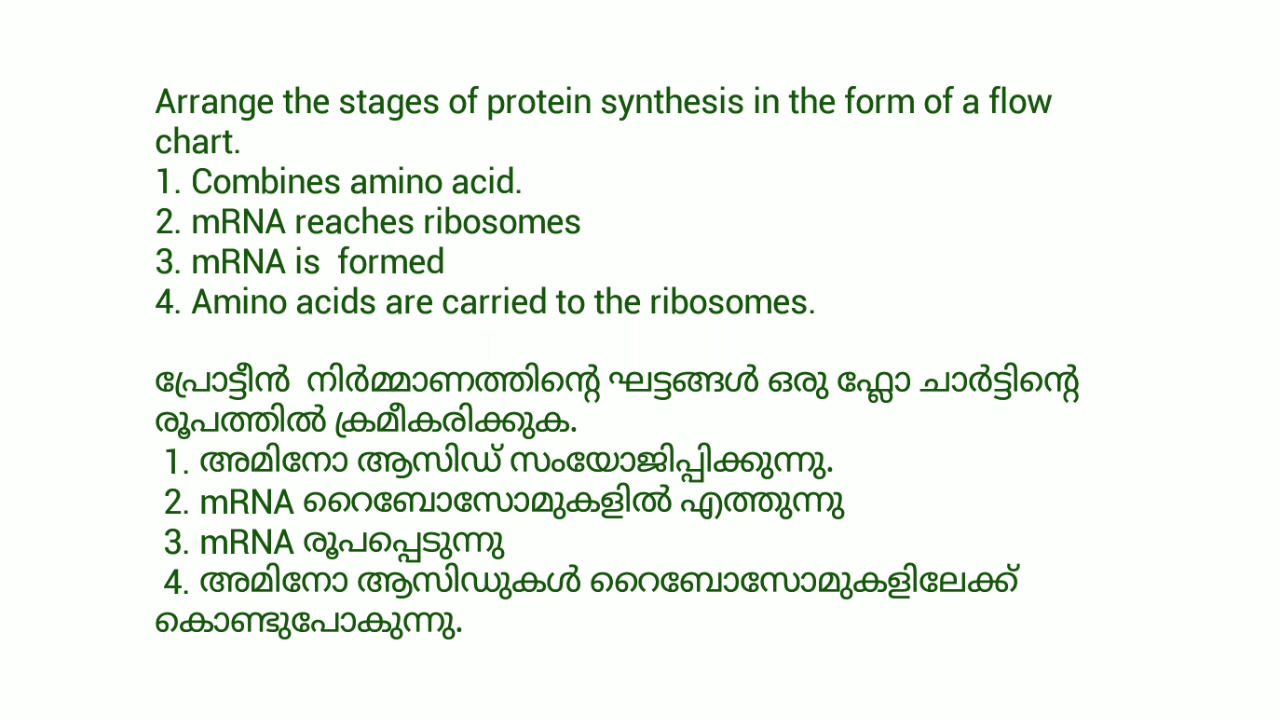 Arrange the stages of protein synthesis in the form of a flow
chart.
1. Combines amino acid.
2. mRNA reaches ribosomes
3. mRNA is  formed
4. Amino acids are carried to the ribosomes.
പ്രോട്ടീൻ  നിർമ്മാണത്തിന്റെ ഘട്ടങ്ങൾ ഒരു ഫ്ലോ ചാർട്ടിന്റെ
രൂപത്തിൽ ക്രമീകരിക്കുക.
1. അമിനോ ആസിഡ് സംയോജിപ്പിക്കുന്നു.
2. mRNA റൈബോസോമുകളിൽ എത്തുന്നു
3. mRNA രൂപപ്പെടുന്നു
4. അമിനോ ആസിഡുകൾ റൈബോസോമുകളിലേക്ക്
കൊണ്ടുപോകുന്നു.